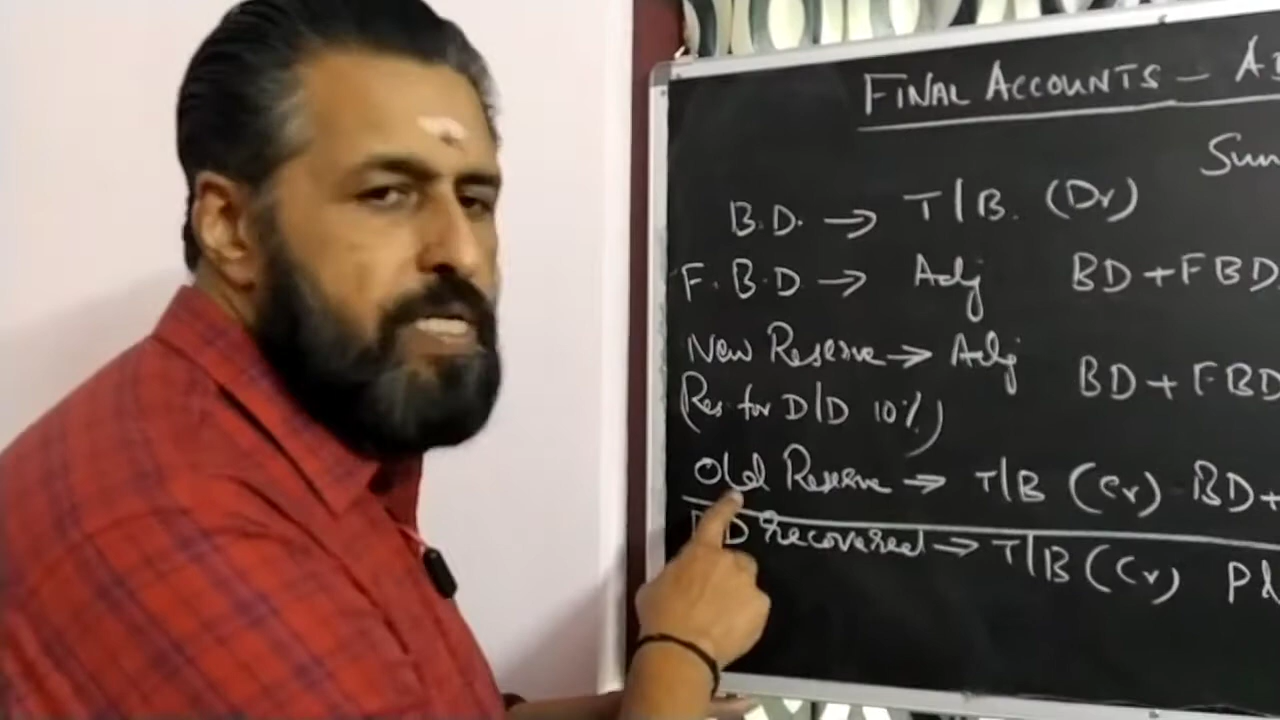 FINAL ACCOUNTS - A
Sum
B.D. → T/B. (Dr)
F.B.D → Adj BD+FBD
New Reserve → Adj BD+FBD
(Res for D/D 10%)
Old Reserve → T/B (Cr) BD+
BD recovered → T/B (Cr)